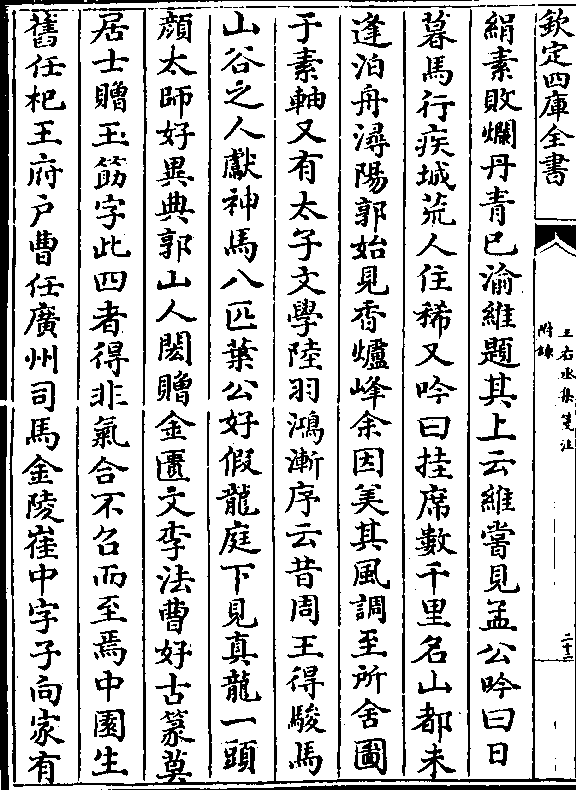 欽定四庫全書
王右丞集箋注
附錄
二十二
絹素敗爛丹青已渝維題其上云維嘗見孟公吟曰日
暮馬行疾城荒人住稀又吟曰挂席數千里名山都未
逢泊舟潯陽郭始見香爐峰余因美其風調至所舍圖
于素軸又有太子文學陸羽鴻漸序云昔周王得駿馬
山谷之人獻神馬八匹葉公好假龍庭下見真龍一頭
顔太師好異典郭山人閎贈金匱文李法曹好古篆莫
居士贈玉筯字此四者得非氣合不召而至焉中園生
舊任杞王府户曹任廣州司馬金陵崔中字子向家有